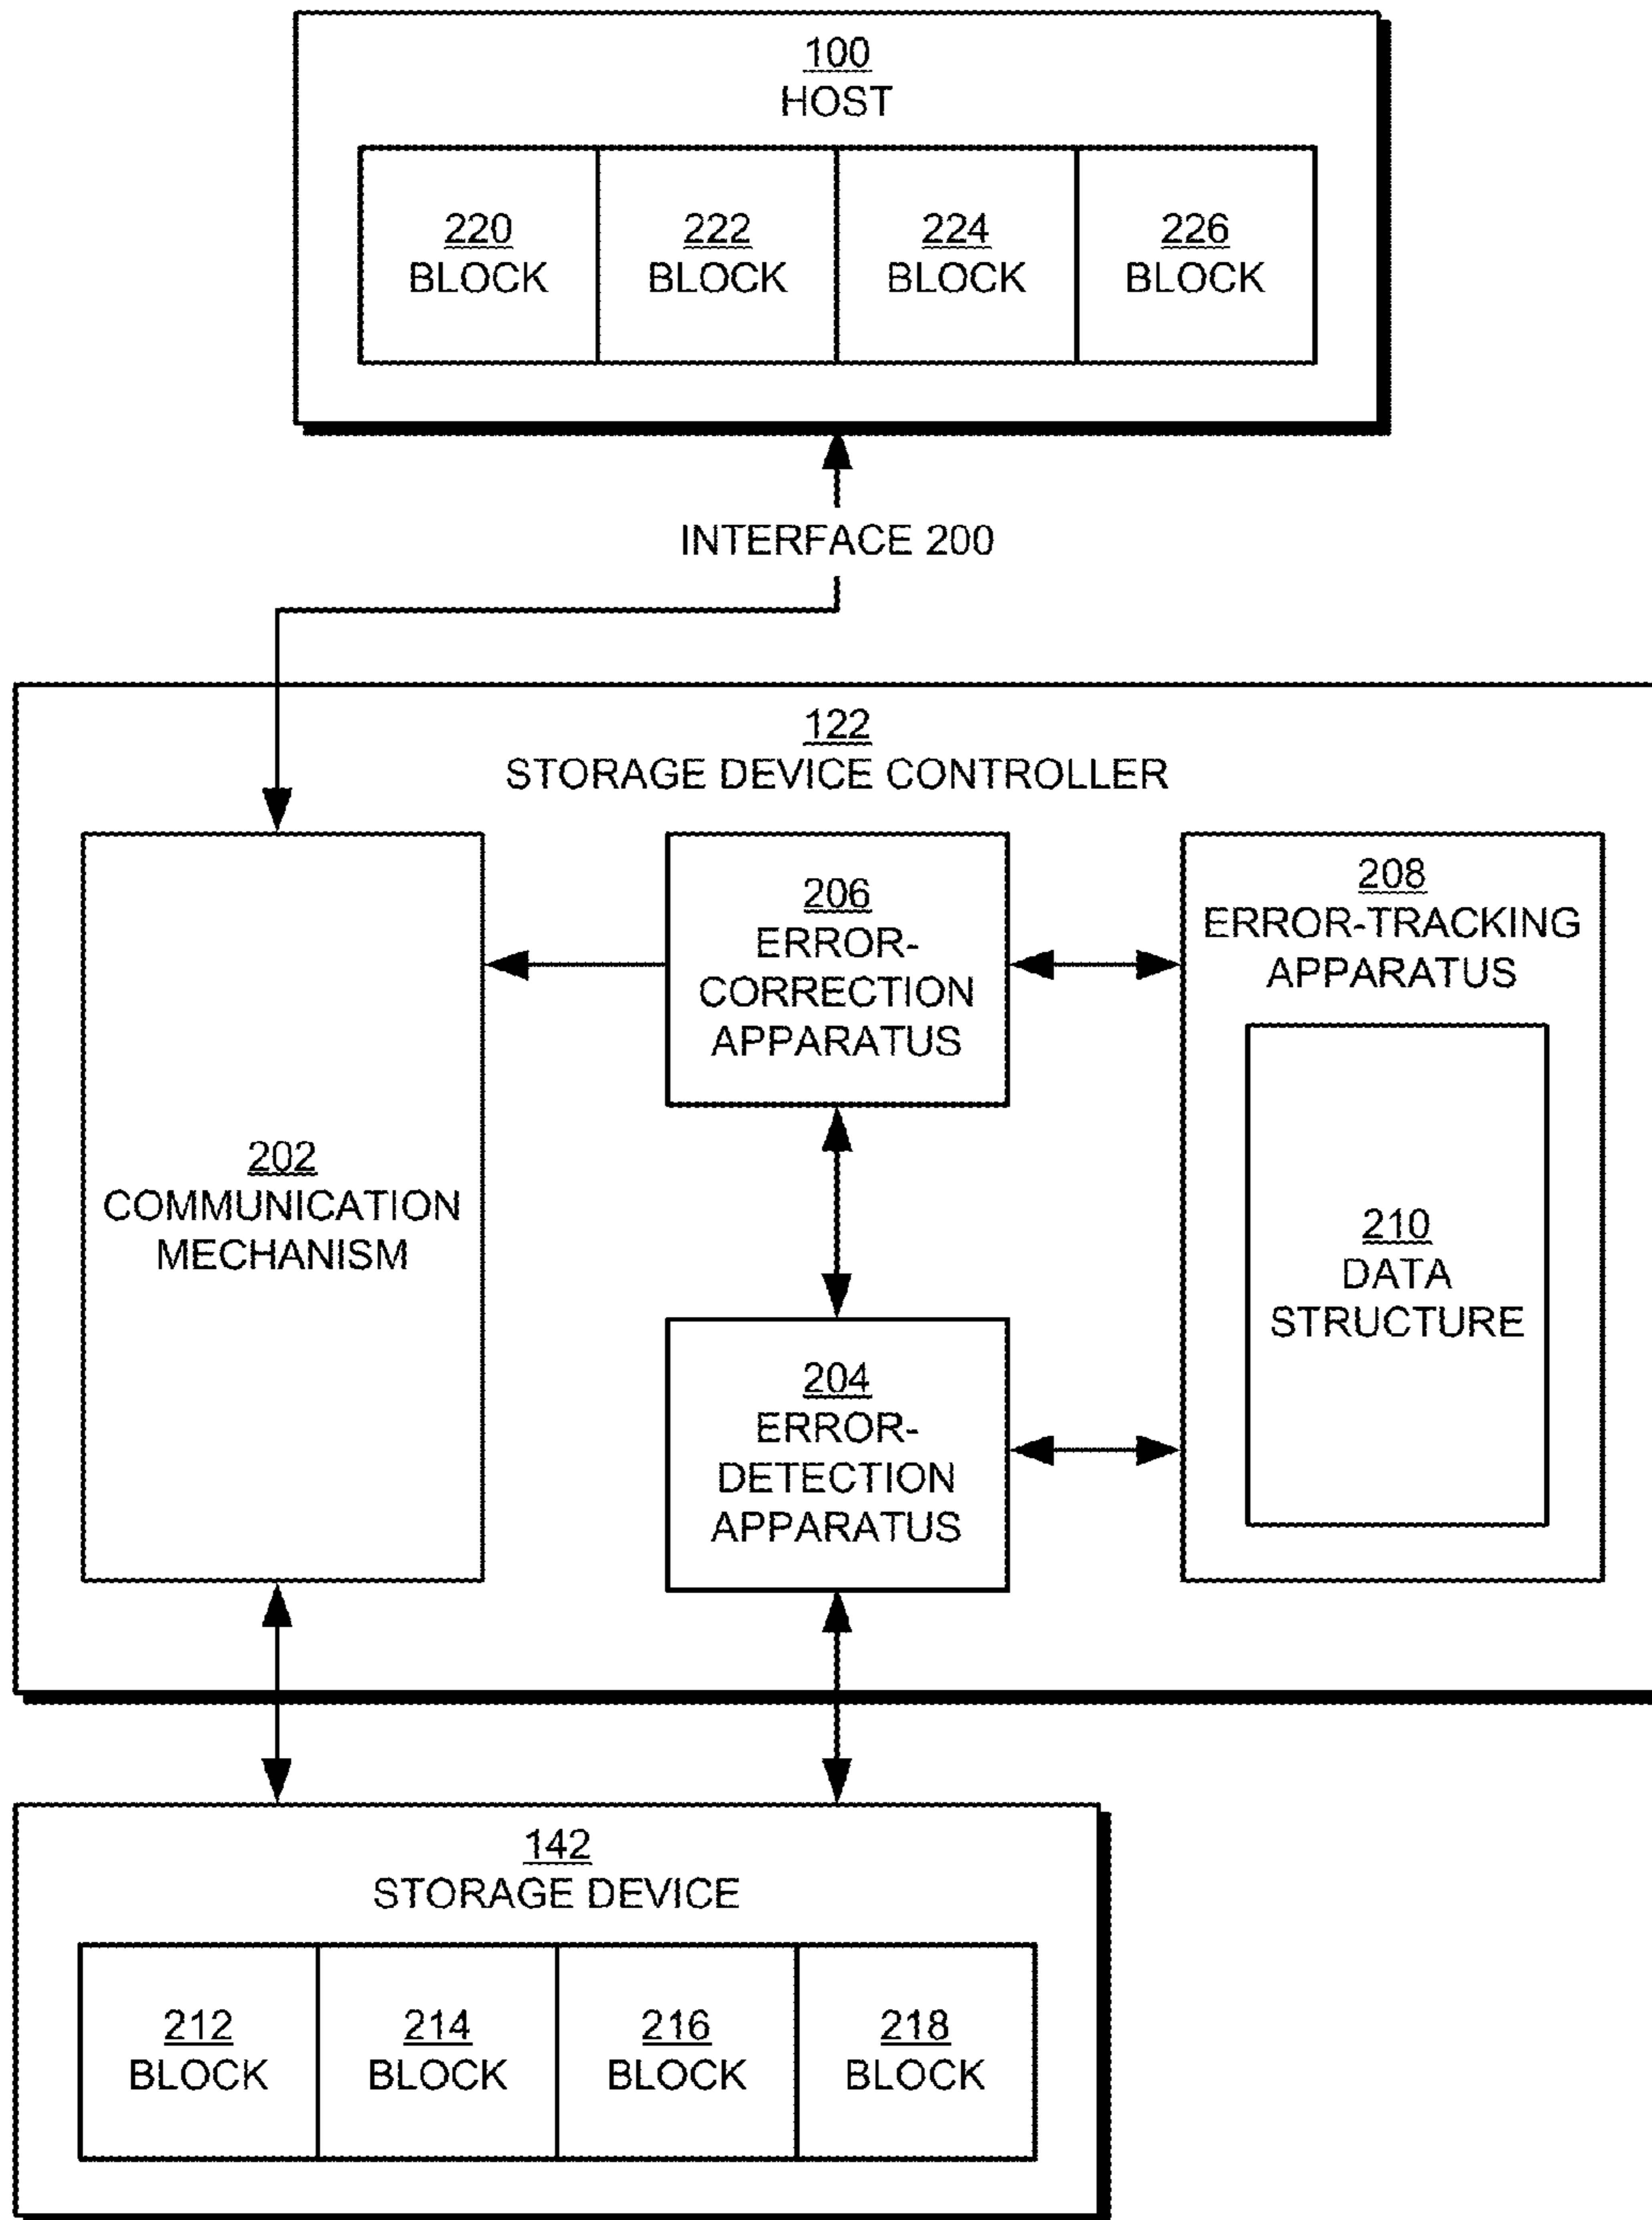 100
HOST
220
BLOCK
222
BLOCK
224
BLOCK
226
BLOCK
INTERFACE 200
122
STORAGE DEVICE CONTROLLER
202
COMMUNICATION
MECHANISM
206
ERROR-
CORRECTION
APPARATUS
204
ERROR-
DETECTION
APPARATUS
208
ERROR-TRACKING
APPARATUS
210
DATA
STRUCTURE
142
STORAGE DEVICE
212
BLOCK
214
BLOCK
216
BLOCK
218
BLOCK